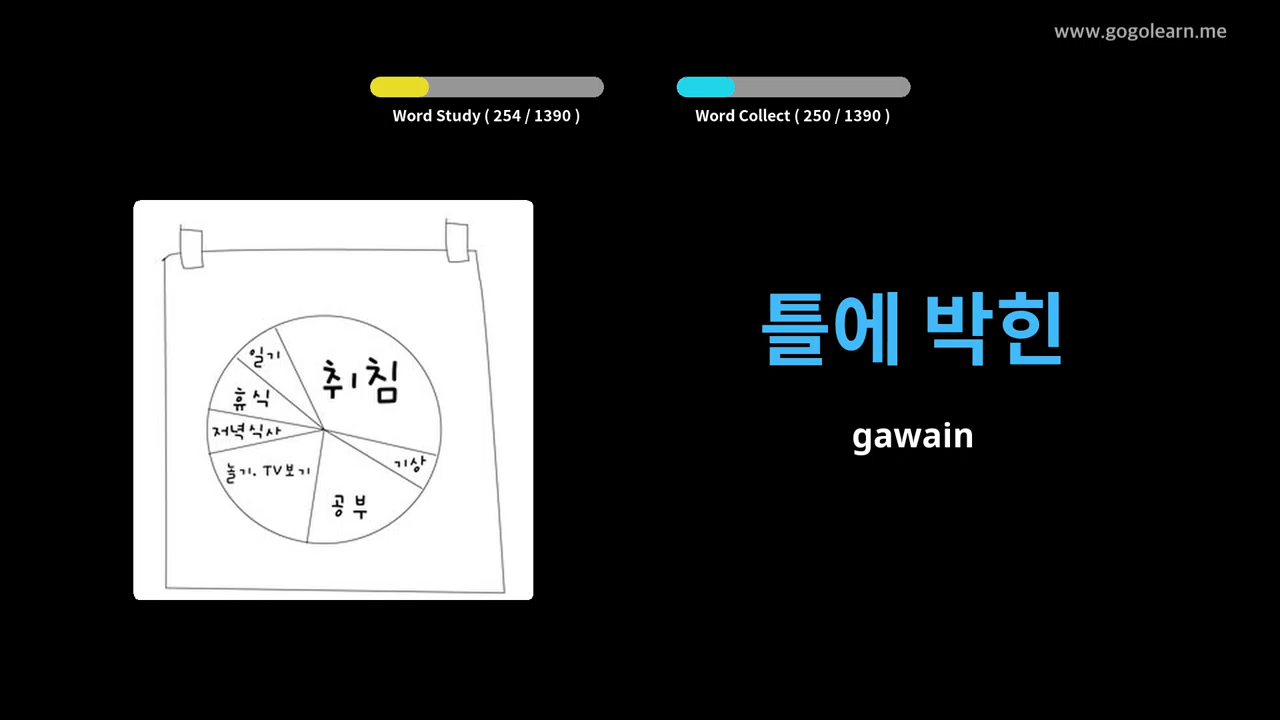 www.gogolearn.me
Word Study ( 254 / 1390 )
Word Collect ( 250 / 1390 )
일기
취침
휴식
저녁식사
놀기. TV보기
기상
공부
틀에 박힌
gawain